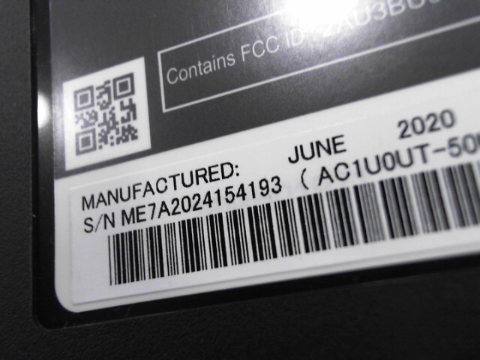 Contains FCC ID
MANUFACTURED: JUNE 2020
S/N ME7A2024154193 (AC1U0UT-50